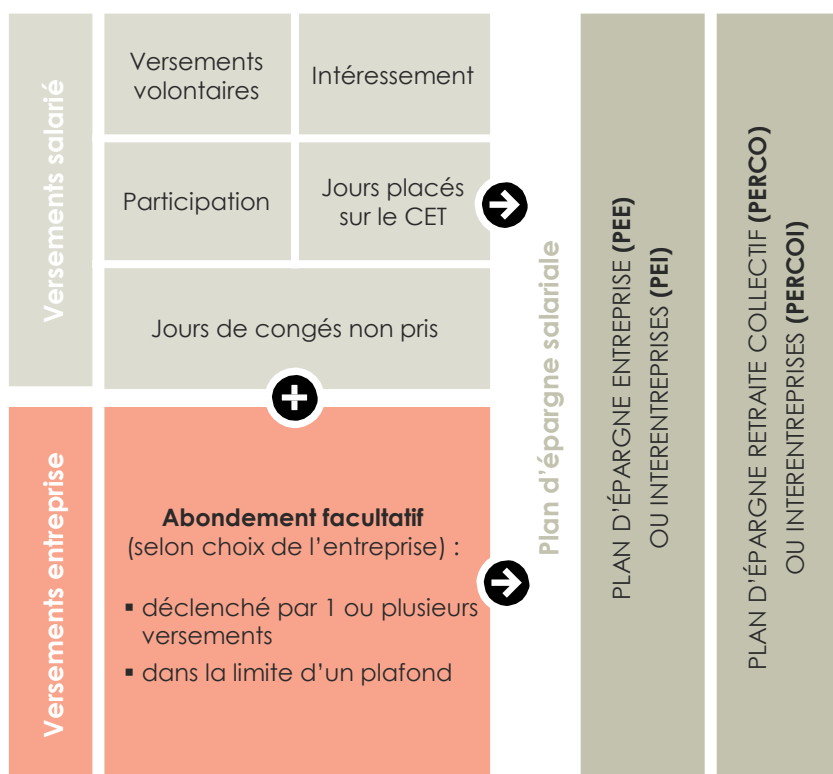 Versements salarié
Versements
volontaires
Intéressement
Participation
Jours placés
sur le CET
Jours de congés non pris
Versements entreprise
Abondement facultatif
(selon choix de l'entreprise) :
▪ déclenché par 1 ou plusieurs
versements
▪ dans la limite d'un plafond
Plan d'épargne salariale
PLAN D'ÉPARGNE ENTREPRISE (PEE)
OU INTERENTREPRISES (PEI)
PLAN D'ÉPARGNE RETRAITE COLLECTIF (PERCO)
OU INTERENTREPRISES (PERCOI)